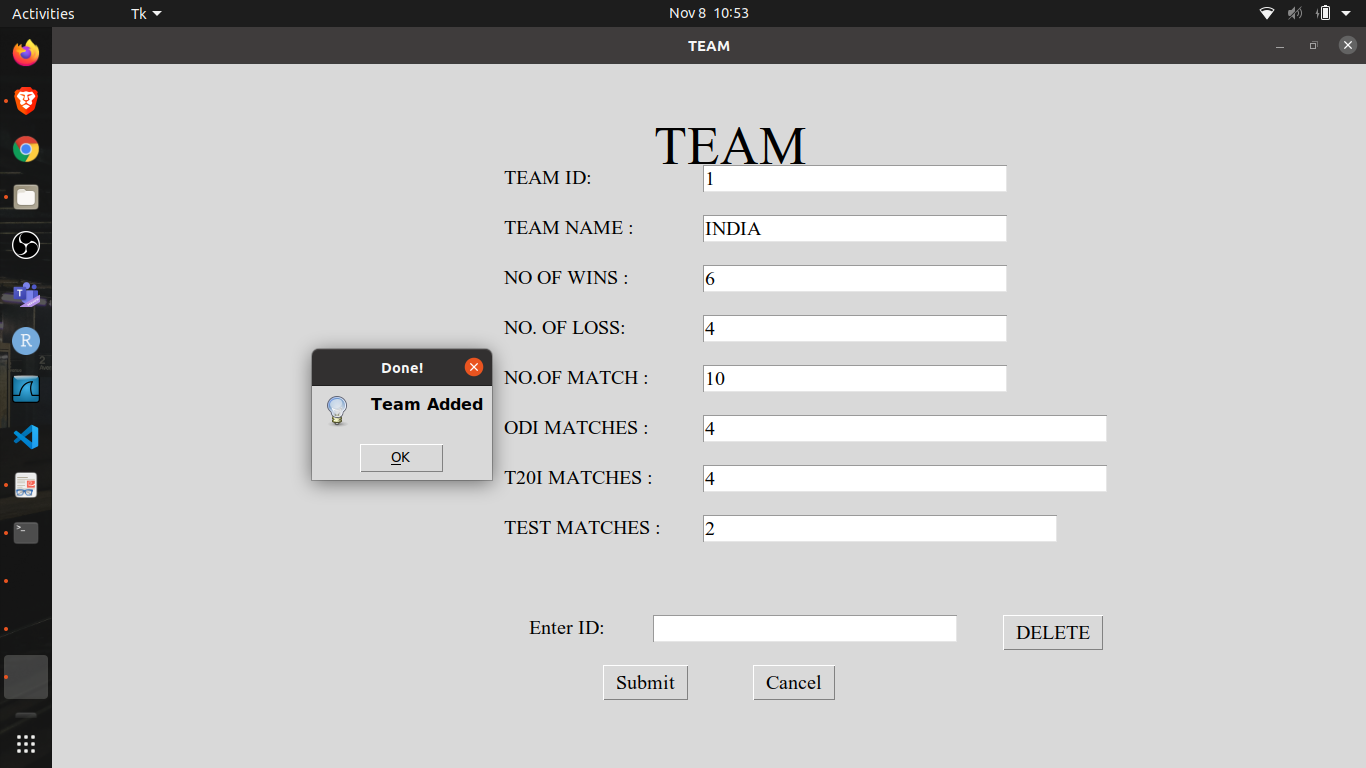 Activities Tk Nov 8 10:53
TEAM
TEAM
TEAM ID: 1
TEAM NAME : INDIA
NO OF WINS : 6
NO. OF LOSS: 4
Done!
NO.OF MATCH : 10
Team Added
ODI MATCHES : 4
OK
T20I MATCHES : 4
TEST MATCHES : 2
Enter ID: DELETE
Submit Cancel